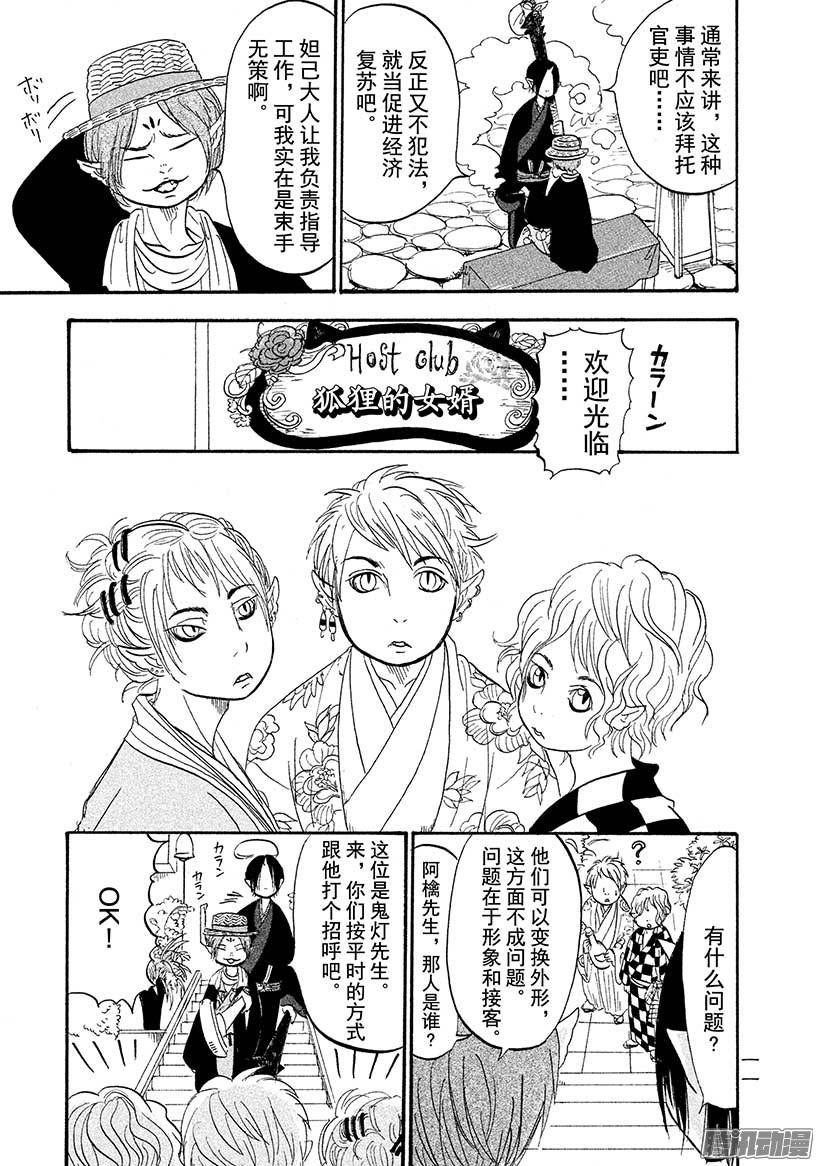 通常来讲，这种
事情不应该拜托
官吏吧……
反正又不犯法，
就当促进经济
复苏吧。
妲己大人让我负责指导
工作，可我实在是束手
无策啊。
ボリ
ボリ
カラーン
欢迎光临
……
Host club
狐狸的女婿
有什么问题？
？
他们可以变换外形，
这方面不成问题。
问题在于形象和接客。
阿檎先生，那人是谁？
这位是鬼灯先生。
来，你们按平时的方式
跟他打个招呼吧。
カラン
カラン
OK！
腾讯动漫